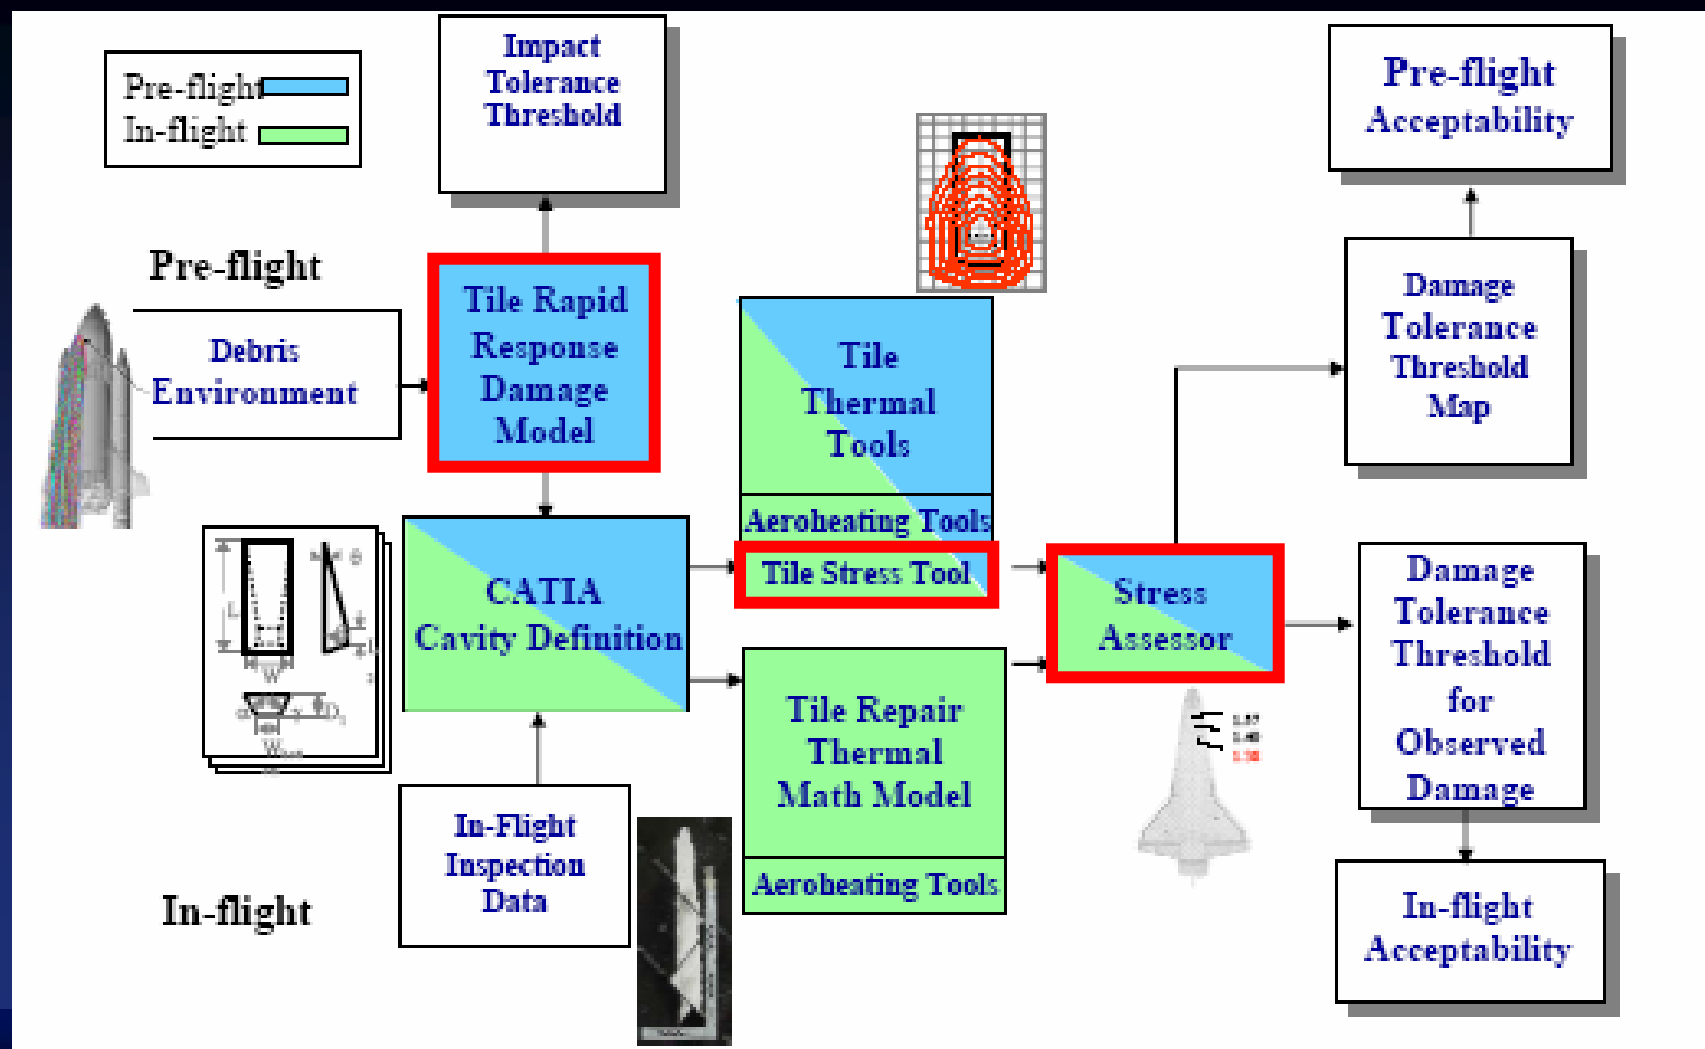 Pre-flight
In-flight
Impact
Tolerance
Threshold
Pre-flight
Acceptability
Pre-flight
Debris
Environment
Tile Rapid
Response
Damage
Model
Tile
Thermal
Tools
Aeroheating Tools
Tile Stress Tool
Damage
Tolerance
Threshold
Map
CATIA
Cavity Definition
Stress
Assessor
Damage
Tolerance
Threshold
for
Observed
Damage
Tile Repair
Thermal
Math Model
Aeroheating Tools
In-Flight
Inspection
Data
In-flight
In-flight
Acceptability
L
W